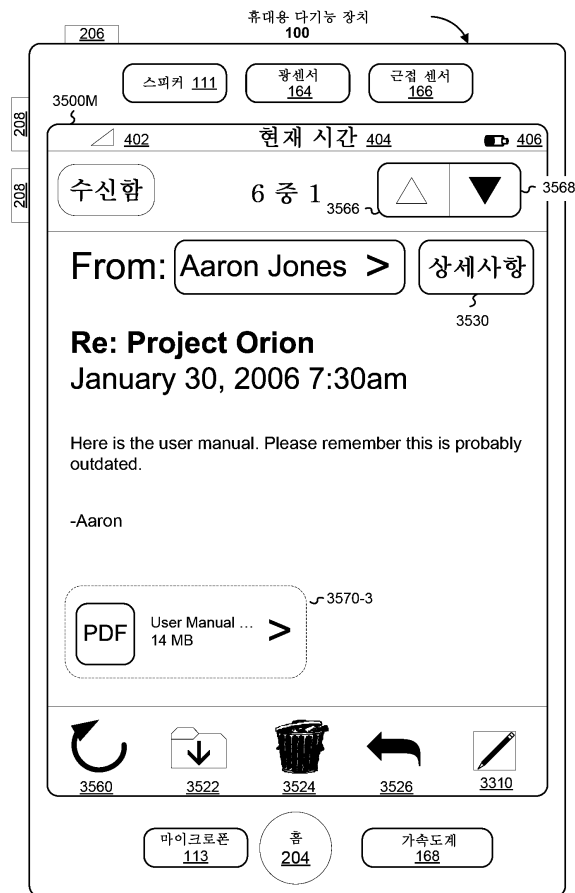 휴대용 다기능 장치
100
206
스피커 111
광센서
164
근접 센서
166
208
208
3500M
402
현재 시간 404
406
수신함
6 중 1
3566
3568
From: Aaron Jones >
상세사항
3530
Re: Project Orion
January 30, 2006 7:30am
Here is the user manual. Please remember this is probably
outdated.
-Aaron
3570-3
PDF
User Manual ...
14 MB
>
3560
3522
3524
3526
3310
마이크로폰
113
홈
204
가속도계
168